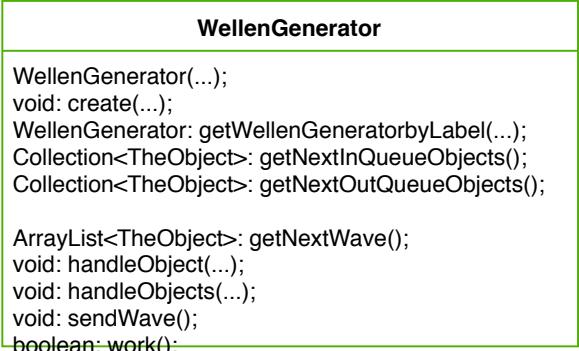 WellenGenerator
WellenGenerator(...);
void: create(...);
WellenGenerator: getWellenGeneratorbyLabel(...);
Collection<TheObject>: getNextInQueueObjects();
Collection<TheObject>: getNextOutQueueObjects();
ArrayList<TheObject>: getNextWave();
void: handleObject(...);
void: handleObjects(...);
void: sendWave();
boolean: work();